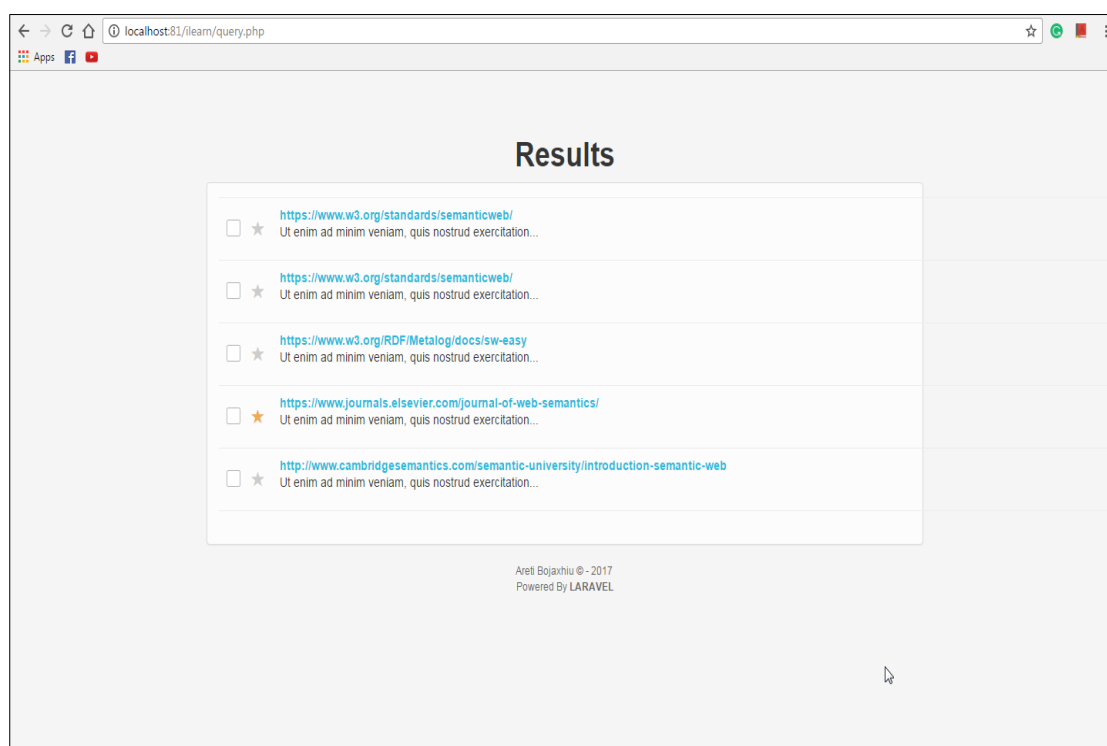 localhost:81/ilearn/query.php
Apps
Results
https://www.w3.org/standards/semanticweb/
Ut enim ad minim veniam, quis nostrud exercitation...
https://www.w3.org/standards/semanticweb/
Ut enim ad minim veniam, quis nostrud exercitation...
https://www.w3.org/RDF/Metalog/docs/sw-easy
Ut enim ad minim veniam, quis nostrud exercitation...
https://www.journals.elsevier.com/journal-of-web-semantics/
Ut enim ad minim veniam, quis nostrud exercitation...
http://www.cambridgesemantics.com/semantic-university/introduction-semantic-web
Ut enim ad minim veniam, quis nostrud exercitation...
Areti Bojaxhiu © - 2017
Powered By LARAVEL